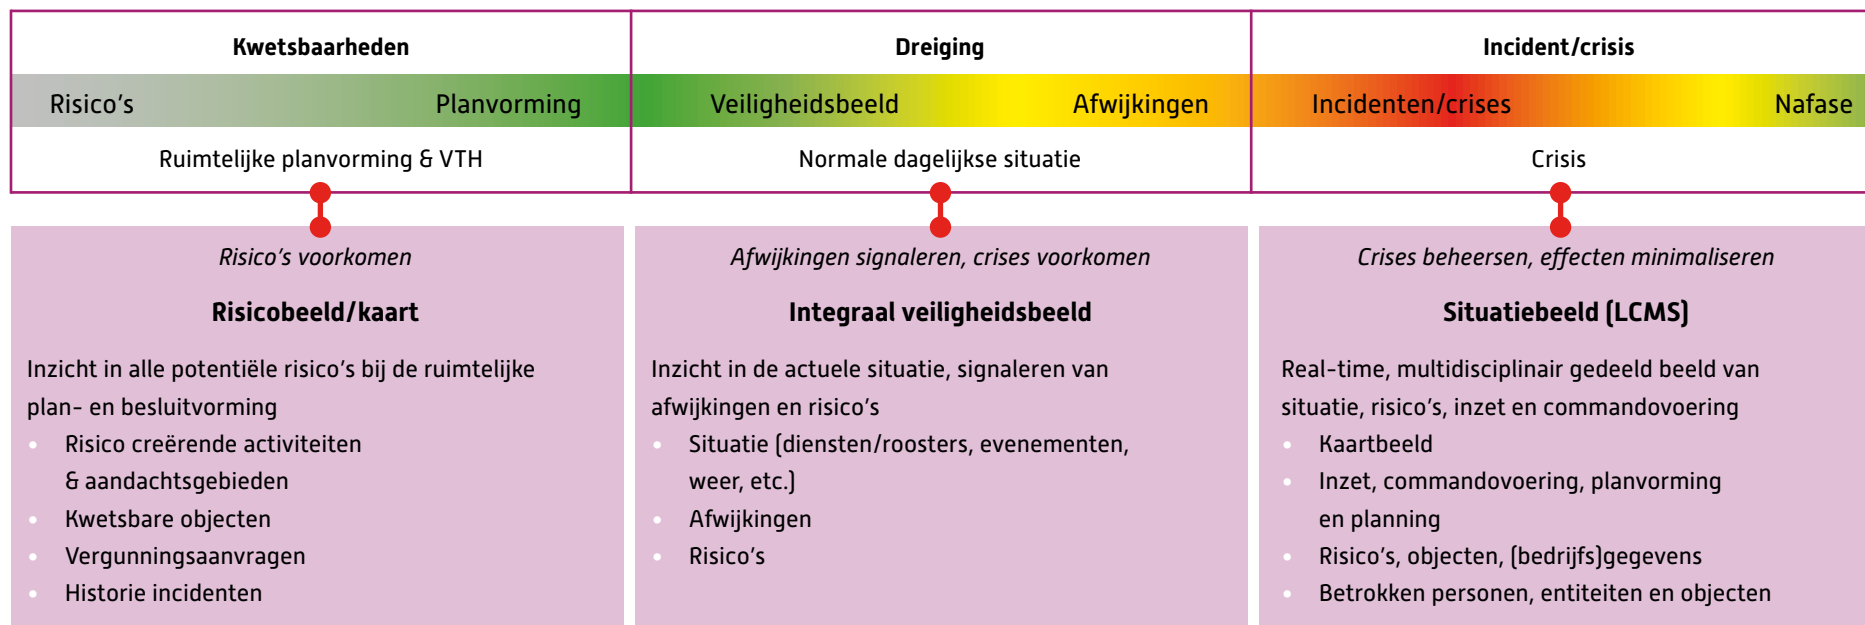 Kwetsbaarheden
Dreiging
Incident/crisis
Risico's
Planvorming
Veiligheidsbeeld
Afwijkingen
Incidenten/crises
Nafase
Ruimtelijke planvorming & VTH
Normale dagelijkse situatie
Crisis
Risico's voorkomen
Risicobeeld/kaart
Inzicht in alle potentiële risico's bij de ruimtelijke
plan- en besluitvorming
• Risico creërende activiteiten
& aandachtsgebieden
• Kwetsbare objecten
• Vergunningsaanvragen
• Historie incidenten
Afwijkingen signaleren, crises voorkomen
Integraal veiligheidsbeeld
Inzicht in de actuele situatie, signaleren van
afwijkingen en risico's
• Situatie (diensten/roosters, evenementen,
weer, etc.)
• Afwijkingen
• Risico's
Crises beheersen, effecten minimaliseren
Situatiebeeld (LCMS)
Real-time, multidisciplinair gedeeld beeld van
situatie, risico's, inzet en commandovoering
• Kaartbeeld
• Inzet, commandovoering, planvorming
en planning
• Risico's, objecten, (bedrijfs)gegevens
• Betrokken personen, entiteiten en objecten